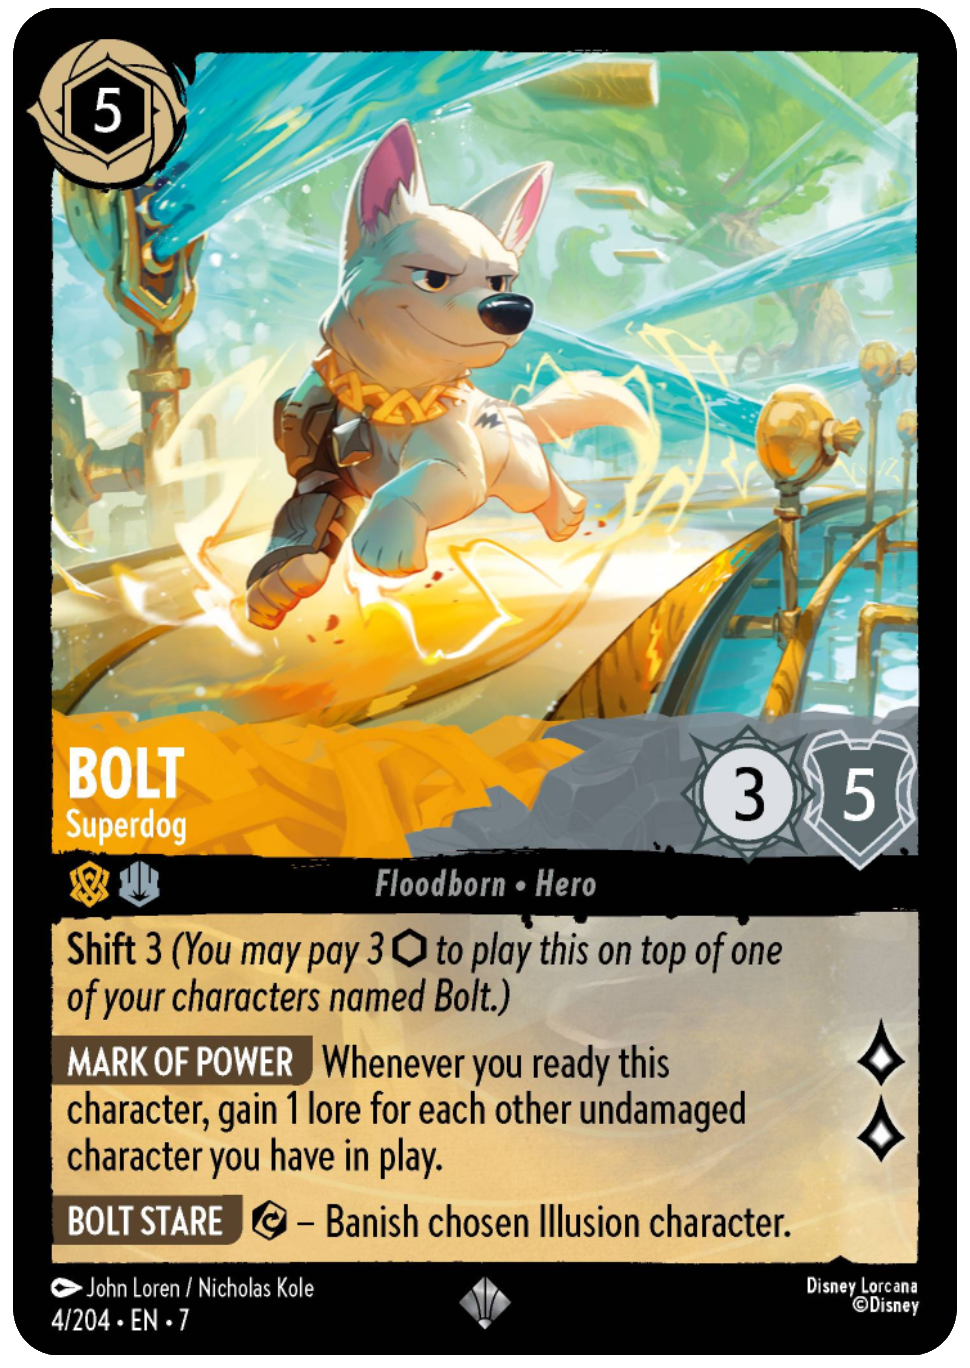 5
BOLT
Superdog
3
5
Floodborn • Hero
Shift 3 (You may pay 3 ⬡ to play this on top of one
of your characters named Bolt.)
MARK OF POWER Whenever you ready this
character, gain 1 lore for each other undamaged
character you have in play.
BOLT STARE – Banish chosen Illusion character.
John Loren / Nicholas Kole
4/204 • EN • 7
Disney Lorcana
©Disney